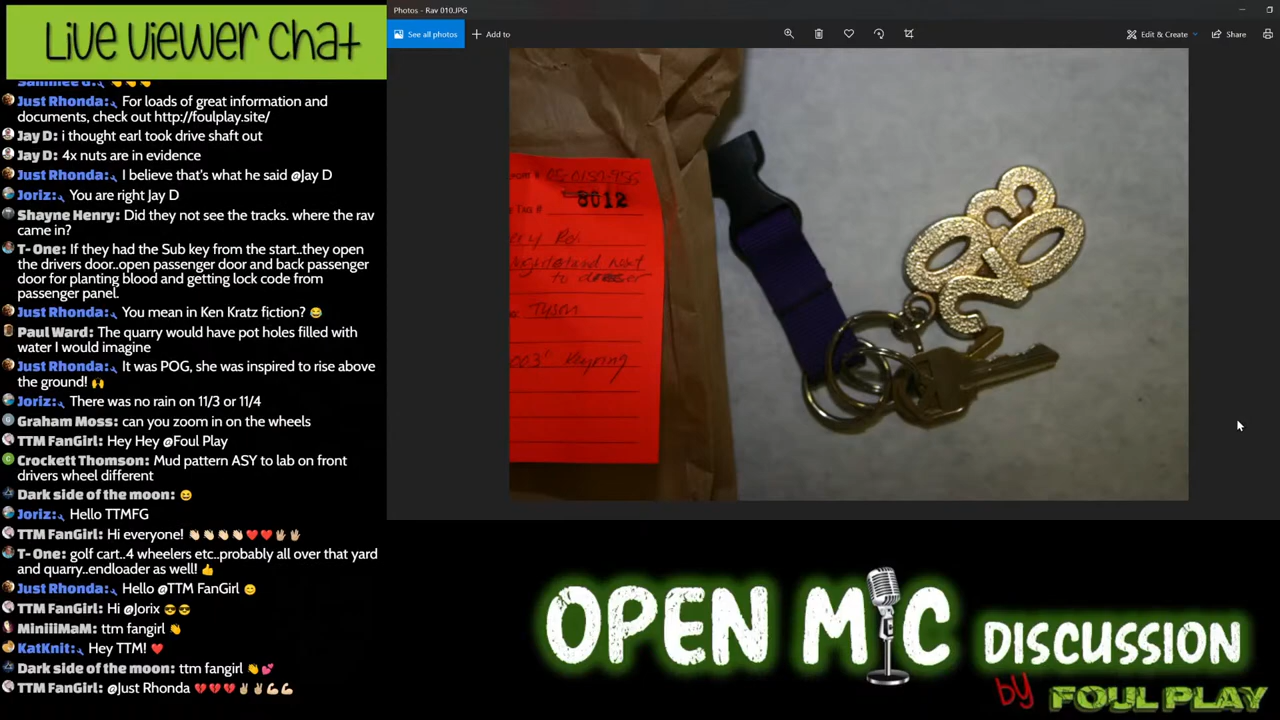 Live Viewer Chat
Just Rhonda: For loads of great information and
documents, check out http://foulplay.site/
Jay D: i thought earl took drive shaft out
Jay D: 4x nuts are in evidence
Just Rhonda: I believe that's what he said @Jay D
Joriz: You are right Jay D
Shayne Henry: Did they not see the tracks. where the rav
came in?
T-One: If they had the Sub key from the start..they open
the drivers door..open passenger door and back passenger
door for planting blood and getting lock code from
passenger panel.
Just Rhonda: You mean in Ken Kratz fiction? 😂
Paul Ward: The quarry would have pot holes filled with
water I would imagine
Just Rhonda: It was POG, she was inspired to rise above
the ground! 🙌
Joriz: There was no rain on 11/3 or 11/4
Graham Moss: can you zoom in on the wheels
TTM FanGirl: Hey Hey @Foul Play
Crockett Thomson: Mud pattern ASY to lab on front
drivers wheel different
Dark side of the moon: 😄
Joriz: Hello TTMFG
TTM FanGirl: Hi everyone! 👏🏻👏🏻👏🏻👏🏻❤️❤️🖖🏼🖖🏼
T-One: golf cart..4 wheelers etc..probably all over that yard
and quarry..endloader as well! 👍
Just Rhonda: Hello @TTM FanGirl 😊
TTM FanGirl: Hi @Jorix 😎😎
MiniiiMaM: ttm fangirl 👋
KatKnit: Hey TTM! ❤️
Dark side of the moon: ttm fangirl 👋💕
TTM FanGirl: @Just Rhonda 💔💔💔✌🏼✌🏼💪🏼💪🏼
Photos - Rav 010.JPG
See all photos
Add to
Edit & Create
Share
8012
Tag #
to
Tyson
Keyring
2003
OPEN MIC
DISCUSSION
by FOUL PLAY